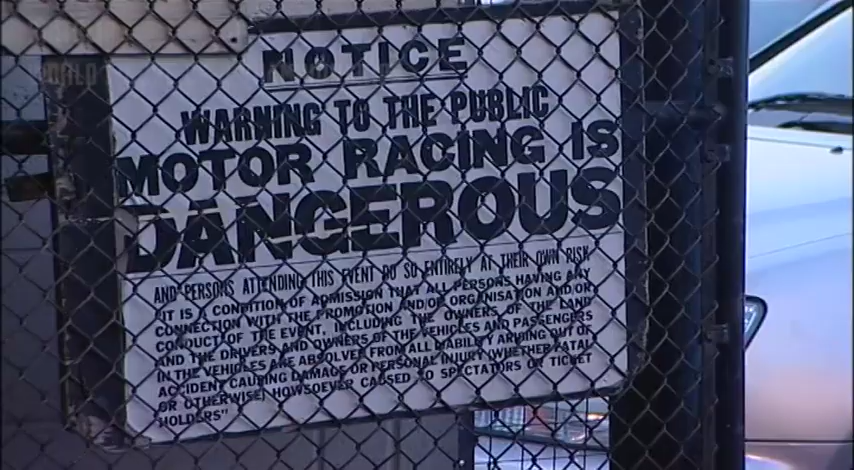 WORLD
NOTICE
WARNING TO THE PUBLIC
MOTOR RACING IS
DANGEROUS
AND PERSONS ATTENDING THIS EVENT DO SO ENTIRELY AT THEIR OWN RISK
IT IS A CONDITION OF ADMISSION THAT ALL PERSONS HAVING ANY
CONNECTION WITH THE PROMOTION AND/OR ORGANISATION AND/OR
CONDUCT OF THE EVENT, INCLUDING THE OWNERS OF THE LAND
AND THE DRIVERS AND OWNERS OF THE VEHICLES AND PASSENGERS
IN THE VEHICLES ARE ABSOLVED FROM ALL LIABILITY ARISING OUT OF
ACCIDENT CAUSING DAMAGE OR PERSONAL INJURY (WHETHER FATAL
OR OTHERWISE) HOWSOEVER CAUSED TO SPECTATORS OR TICKET
HOLDERS"